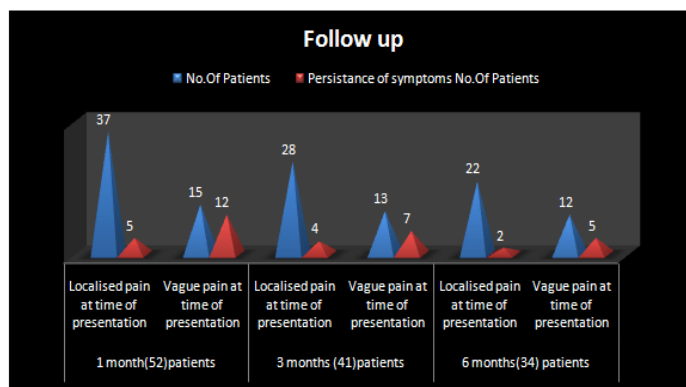 Follow up
No.Of Patients
Persistance of symptoms No.Of Patients
37
5
15
12
28
4
13
7
22
2
12
5
Localised pain
at time of
presentation
Vague pain at
time of
presentation
Localised pain
at time of
presentation
Vague pain at
time of
presentation
Localised pain
at time of
presentation
Vague pain at
time of
presentation
1 month(52)patients
3 months (41)patients
6 months(34) patients